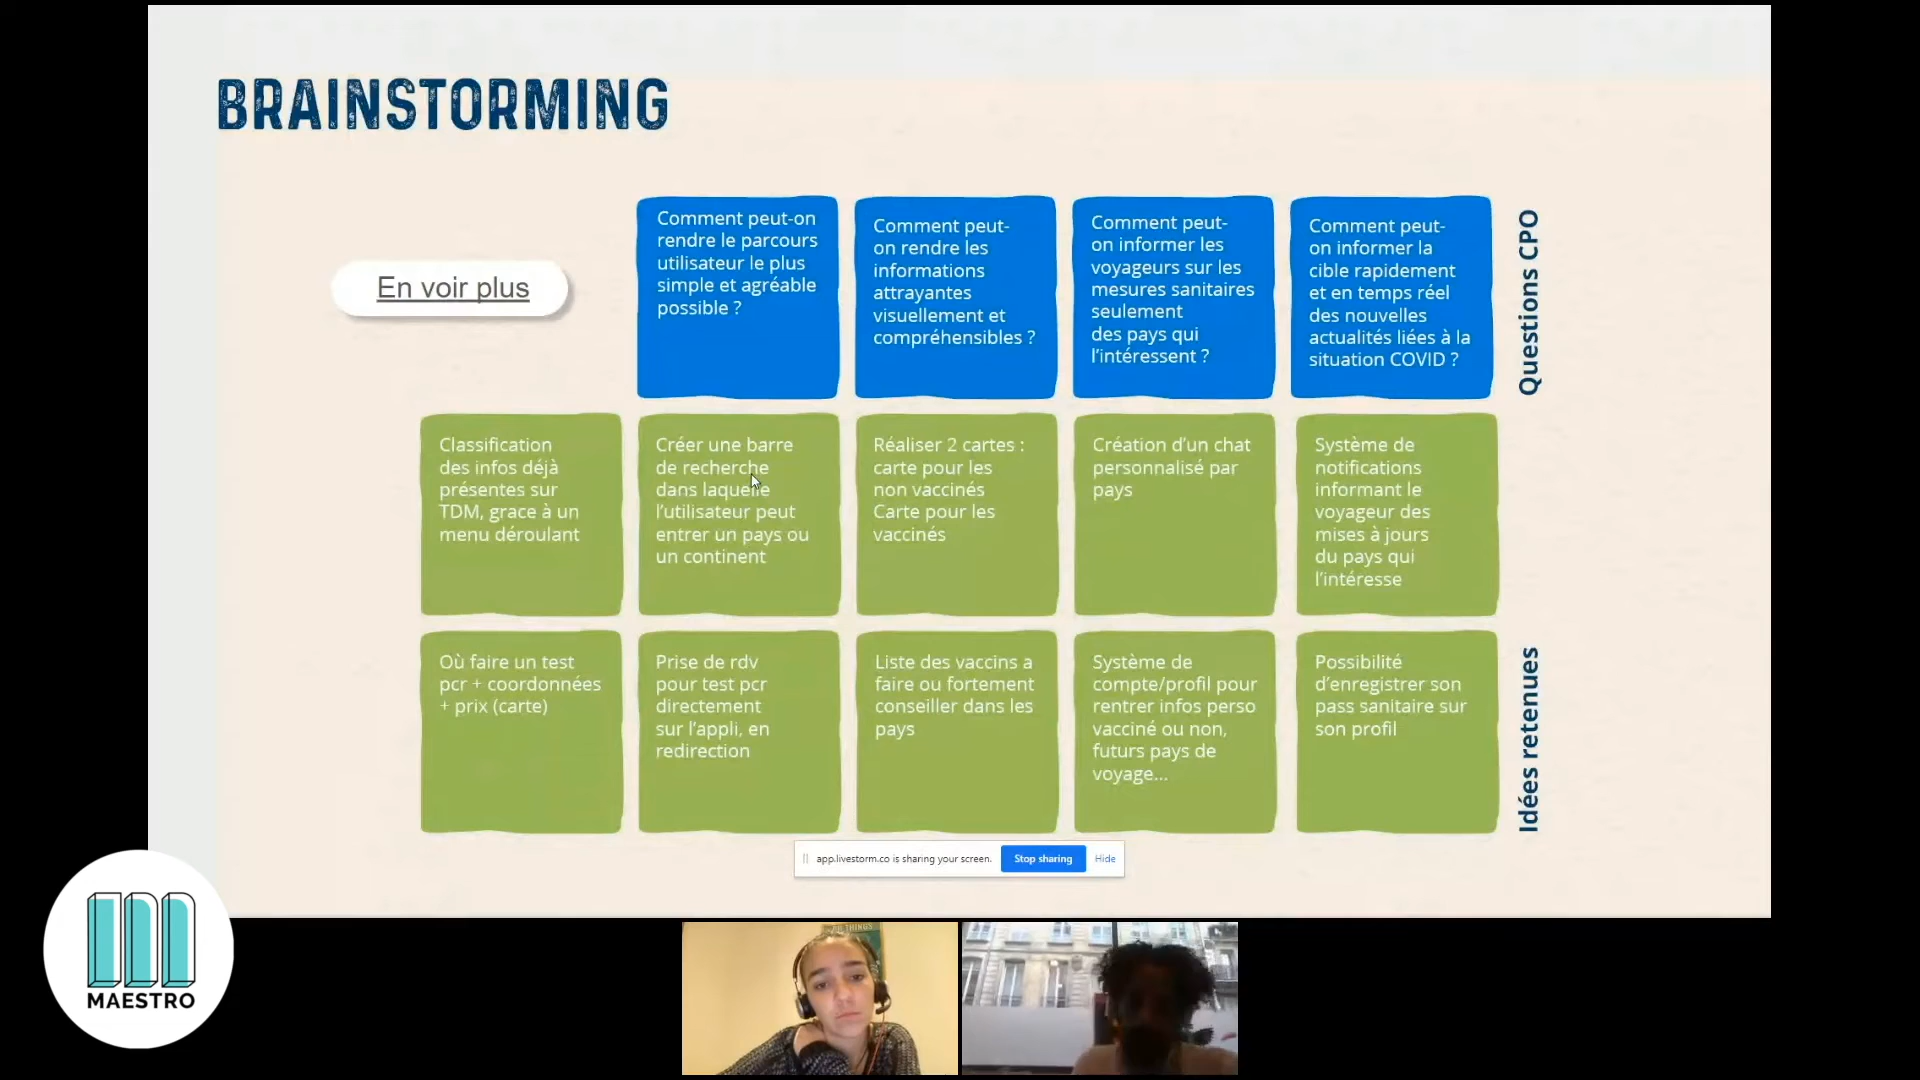 BRAINSTORMING
En voir plus
Comment peut-on
rendre le parcours
utilisateur le plus
simple et agréable
possible ?
Comment peut-
on rendre les
informations
attrayantes
visuellement et
compréhensibles ?
Comment peut-
on informer les
voyageurs sur les
mesures sanitaires
seulement
des pays qui
l'intéressent ?
Comment peut-
on informer la
cible rapidement
et en temps réel
des nouvelles
actualités liées à la
situation COVID ?
Questions CPO
Classification
des infos déjà
présentes sur
TDM, grace à un
menu déroulant
Créer une barre
de recherche
dans laquelle
l'utilisateur peut
entrer un pays ou
un continent
Réaliser 2 cartes :
carte pour les
non vaccinés
Carte pour les
vaccinés
Création d'un chat
personnalisé par
pays
Système de
notifications
informant le
voyageur des
mises à jours
du pays qui
l'intéresse
Où faire un test
pcr + coordonnées
+ prix (carte)
Prise de rdv
pour test pcr
directement
sur l'appli, en
redirection
Liste des vaccins a
faire ou fortement
conseiller dans les
pays
Système de
compte/profil pour
rentrer infos perso
vacciné ou non,
futurs pays de
voyage...
Possibilité
d'enregistrer son
pass sanitaire sur
son profil
Idées retenues
app.livestorm.co is sharing your screen.
Stop sharing
Hide
MAESTRO
THINGS